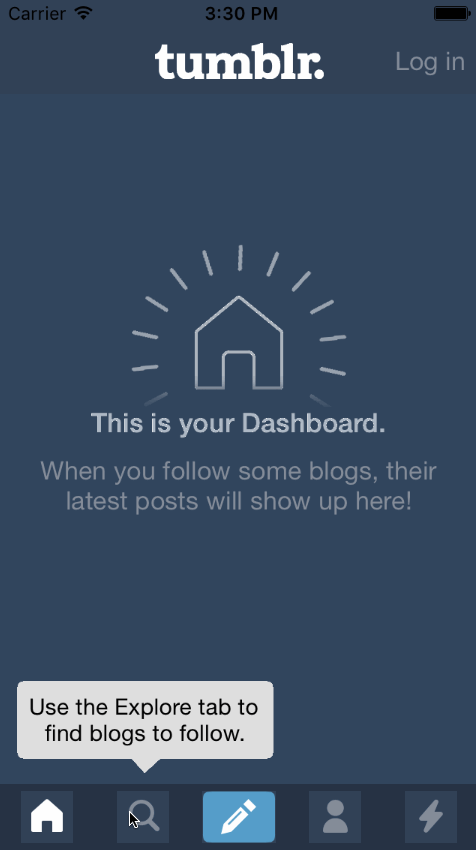 Carrier 3:30 PM
tumblr.
Log in
This is your Dashboard.
When you follow some blogs, their
latest posts will show up here!
Use the Explore tab to
find blogs to follow.